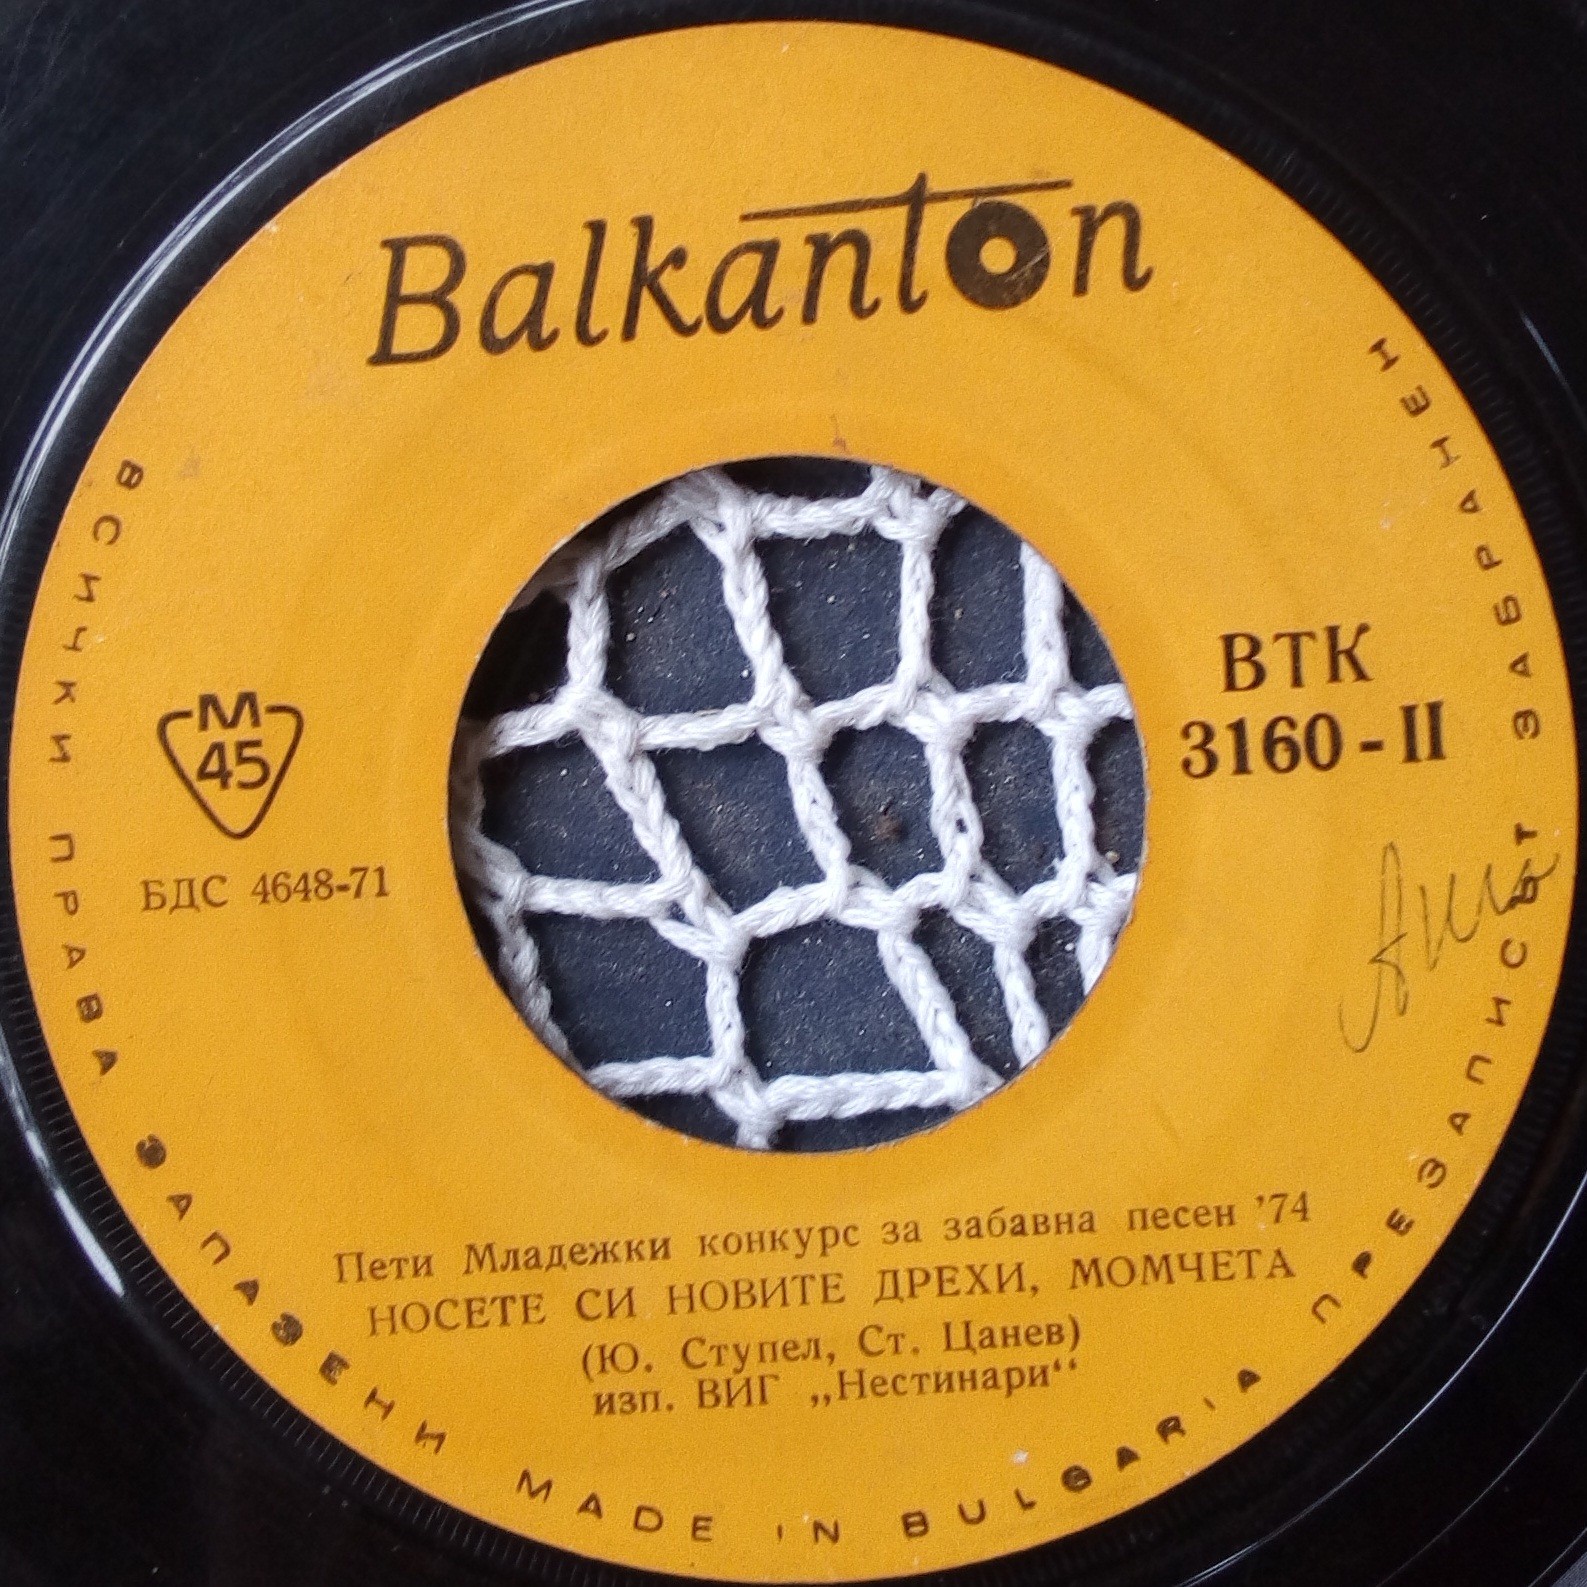 Balkanton
ВТК
3160-II
М
45
БДС 4648-71
Пети Младежки конкурс за забавна песен '74
НОСЕТЕ СИ НОВИТЕ ДРЕХИ, МОМЧЕТА
(Ю. Ступел, Ст. Цанев)
изп. ВИГ „Нестинари“
ВСИЧКИ ПРАВА ЗАПАЗЕНИ MADE IN BULGARIA ПРЕЗАПИСЪТ ЗАБРАНЕН